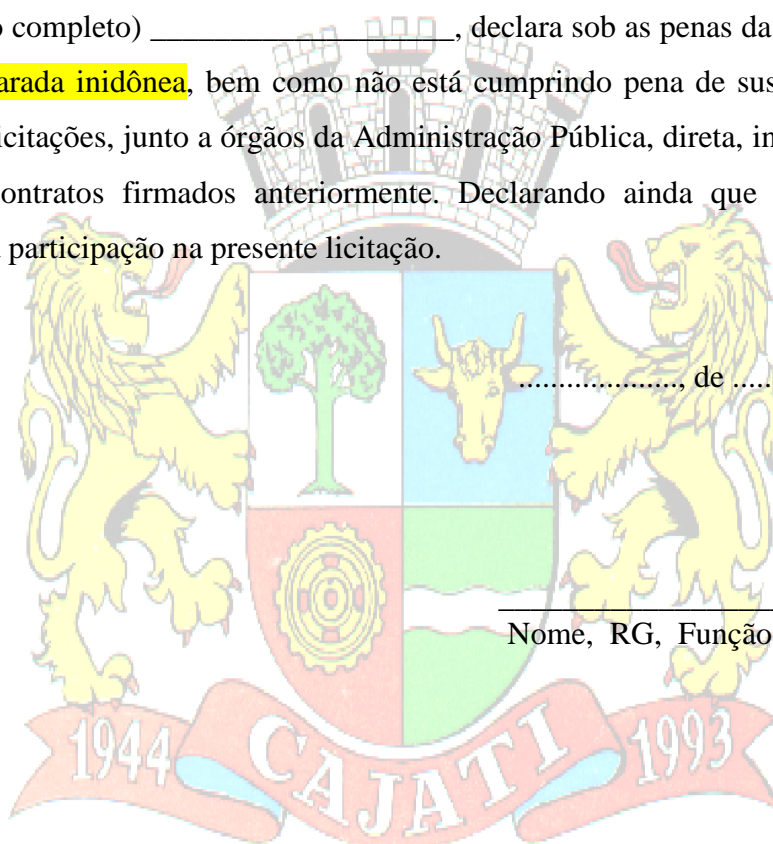 o completo) ___________________, declara sob as penas da
arada inidônea, bem como não está cumprindo pena de sus
icitações, junto a órgãos da Administração Pública, direta, in
ontratos firmados anteriormente. Declarando ainda que
participação na presente licitação.
...................., de .....
___________________
Nome, RG, Função
1944 CAJATI 1993